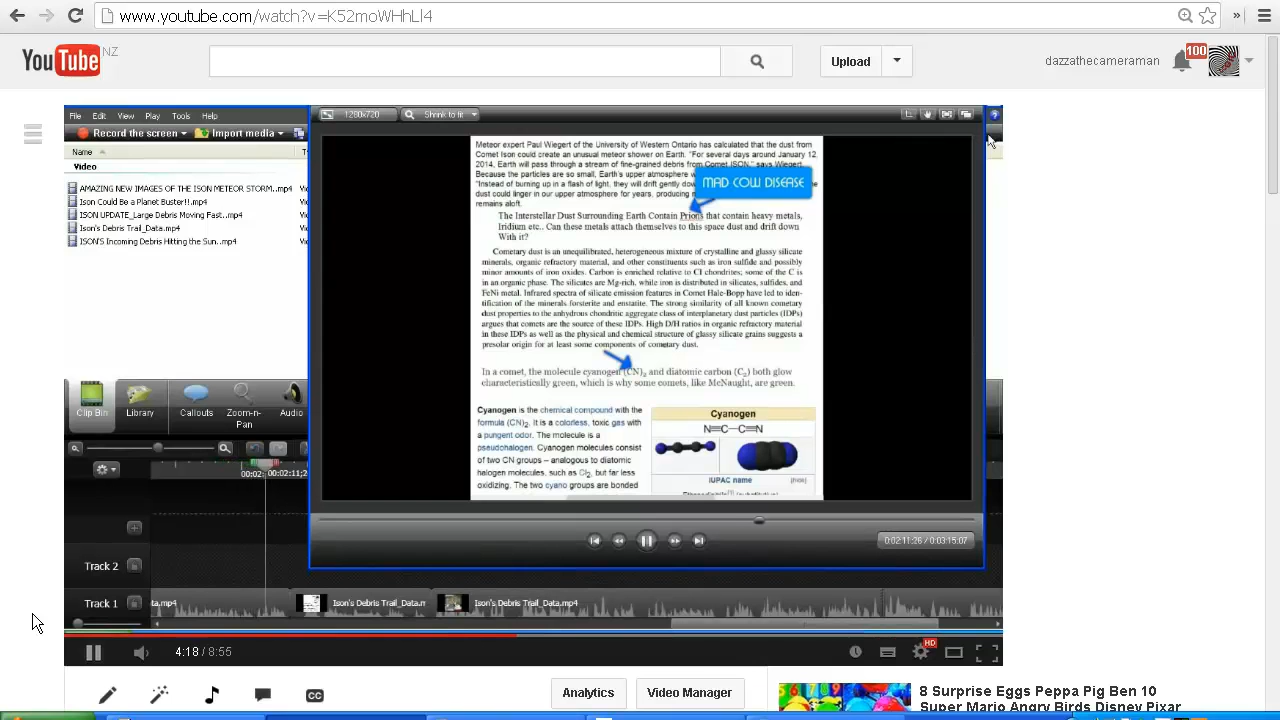 www.youtube.com/watch?v=K52moWHhLl4
YouTube NZ
Upload
dazzathecameraman
100
File Edit View Play Tools Help
Record the screen
Import media
Name
Video
AMAZING NEW IMAGES OF THE ISON METEOR STORM...mp4
Ison Could Be a Planet Buster!!.mp4
ISON UPDATE_Large Debris Moving Fast..mp4
Ison's Debris Trail_Data.mp4
ISON'S Incoming Debris Hitting the Sun..mp4
1280x720
Shrink to fit
Meteor expert Paul Wiegert of the University of Western Ontario has calculated that the dust from
Comet Ison could create an unusual meteor shower on Earth. "For several days around January 12,
2014, Earth will pass through a stream of fine-grained debris from Comet ISON," says Wiegert.
Because the particles are so small, Earth's upper atmosphere
"Instead of burning up in a flash of light, they will drift gently dow
dust could linger in our upper atmosphere for years, producing
remains aloft.
MAD COW DISEASE
The Interstellar Dust Surrounding Earth Contain Prions that contain heavy metals,
Iridium etc.. Can these metals attach themselves to this space dust and drift down
With it?
Cometary dust is an unequilibrated, heterogeneous mixture of crystalline and glassy silicate
minerals, organic refractory material, and other constituents such as iron sulfide and possibly
minor amounts of iron oxides. Carbon is enriched relative to CI chondrites; some of the C is
in an organic phase. The silicates are Mg-rich, while iron is distributed in silicates, sulfides, and
FeNi metal. Infrared spectra of silicate emission features in Comet Hale-Bopp have led to iden-
tification of the minerals forsterite and enstatite. The strong similarity of all known cometary
dust properties to the anhydrous chondritic aggregate class of interplanetary dust particles (IDPs)
argues that comets are the source of these IDPs. High D/H ratios in organic refractory material
in these IDPs as well as the physical and chemical structure of glassy silicate grains suggests a
presolar origin for at least some components of cometary dust.
In a comet, the molecule cyanogen (CN)2 and diatomic carbon (C2) both glow
characteristically green, which is why some comets, like McNaught, are green.
Cyanogen is the chemical compound with the
formula (CN)2. It is a colorless, toxic gas with
a pungent odor. The molecule is a
pseudohalogen. Cyanogen molecules consist
of two CN groups – analogous to diatomic
halogen molecules, such as Cl2, but far less
oxidizing. The two cyano groups are bonded
Cyanogen
N≡C—C≡N
IUPAC name
[hide]
Clip Bin
Library
Callouts
Zoom-n-
Pan
Audio
0:02:11:26 / 0:03:15:07
Track 2
Track 1
ta.mp4
Ison's Debris Trail_Data.m
Ison's Debris Trail_Data.mp4
4:18 / 8:55
HD
CC
Analytics
Video Manager
8 Surprise Eggs Peppa Pig Ben 10
Super Mario Angry Birds Disney Pixar